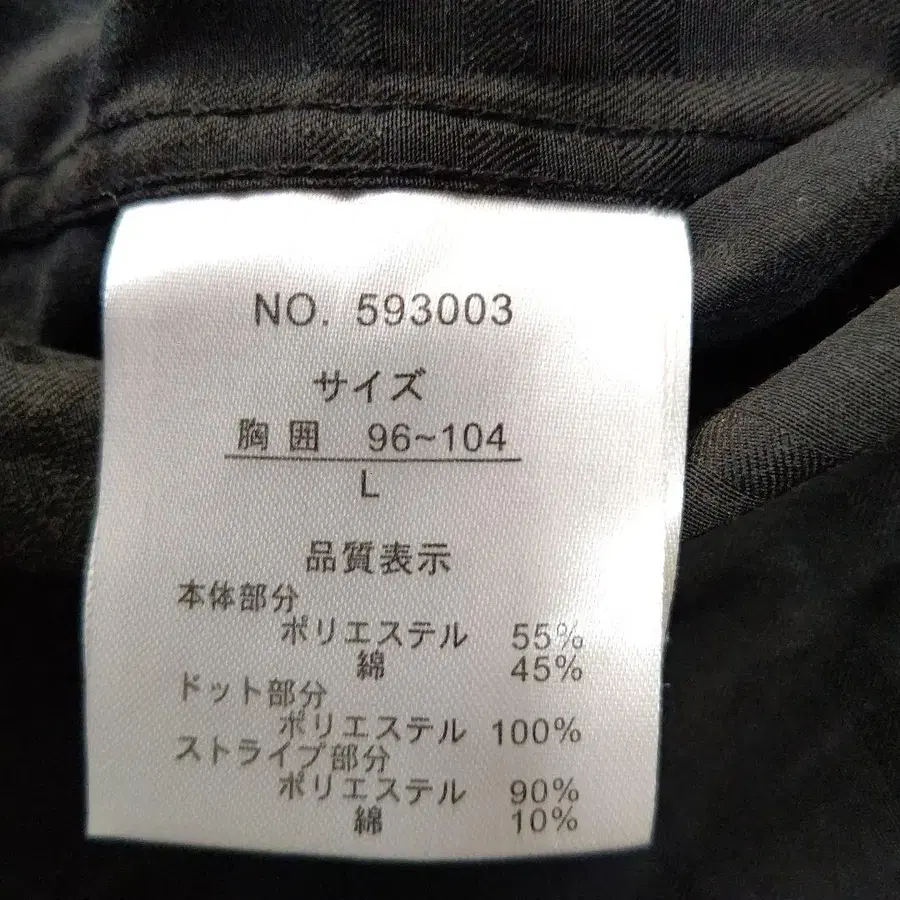 NO. 593003
サイズ
胸囲 96~104
L
品質表示
本体部分
ポリエステル 55%
綿 45%
ドット部分
ポリエステル 100%
ストライプ部分
ポリエステル 90%
綿 10%